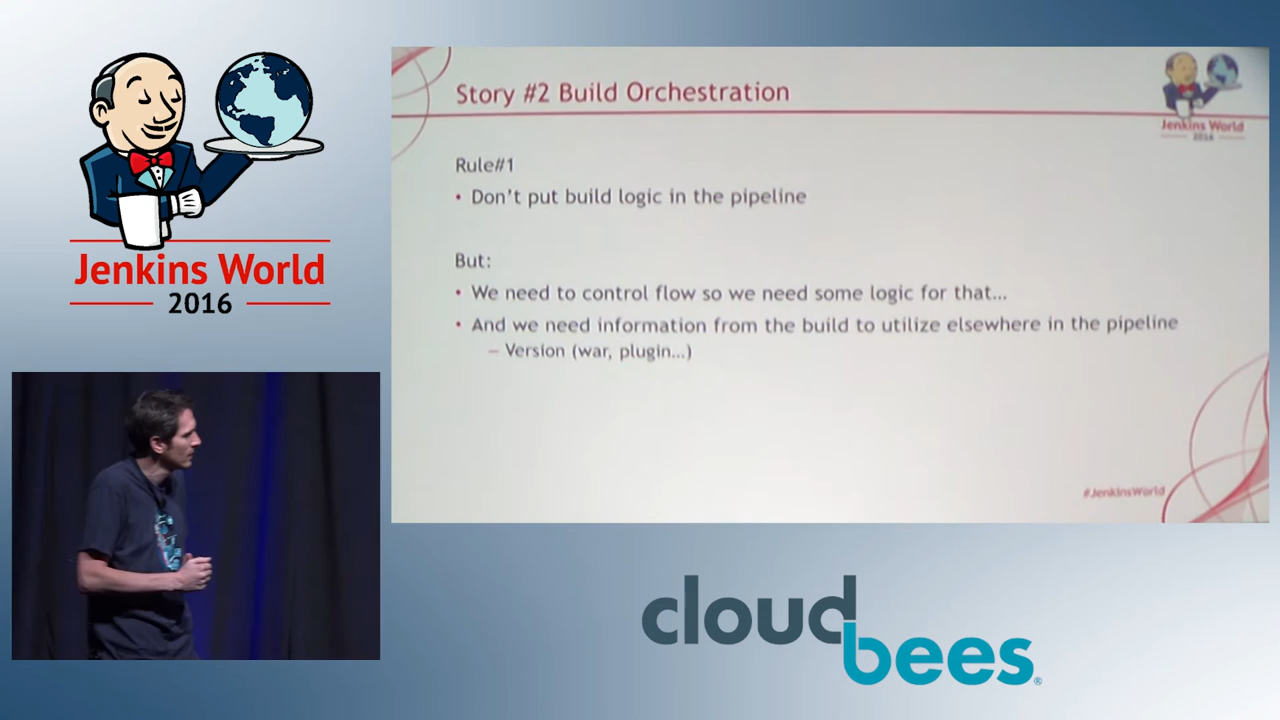 Jenkins World
2016
Story #2 Build Orchestration
Jenkins World
2016
Rule#1
• Don't put build logic in the pipeline
But:
• We need to control flow so we need some logic for that...
• And we need information from the build to utilize elsewhere in the pipeline
– Version (war, plugin...)
#JenkinsWorld
cloud
bees®